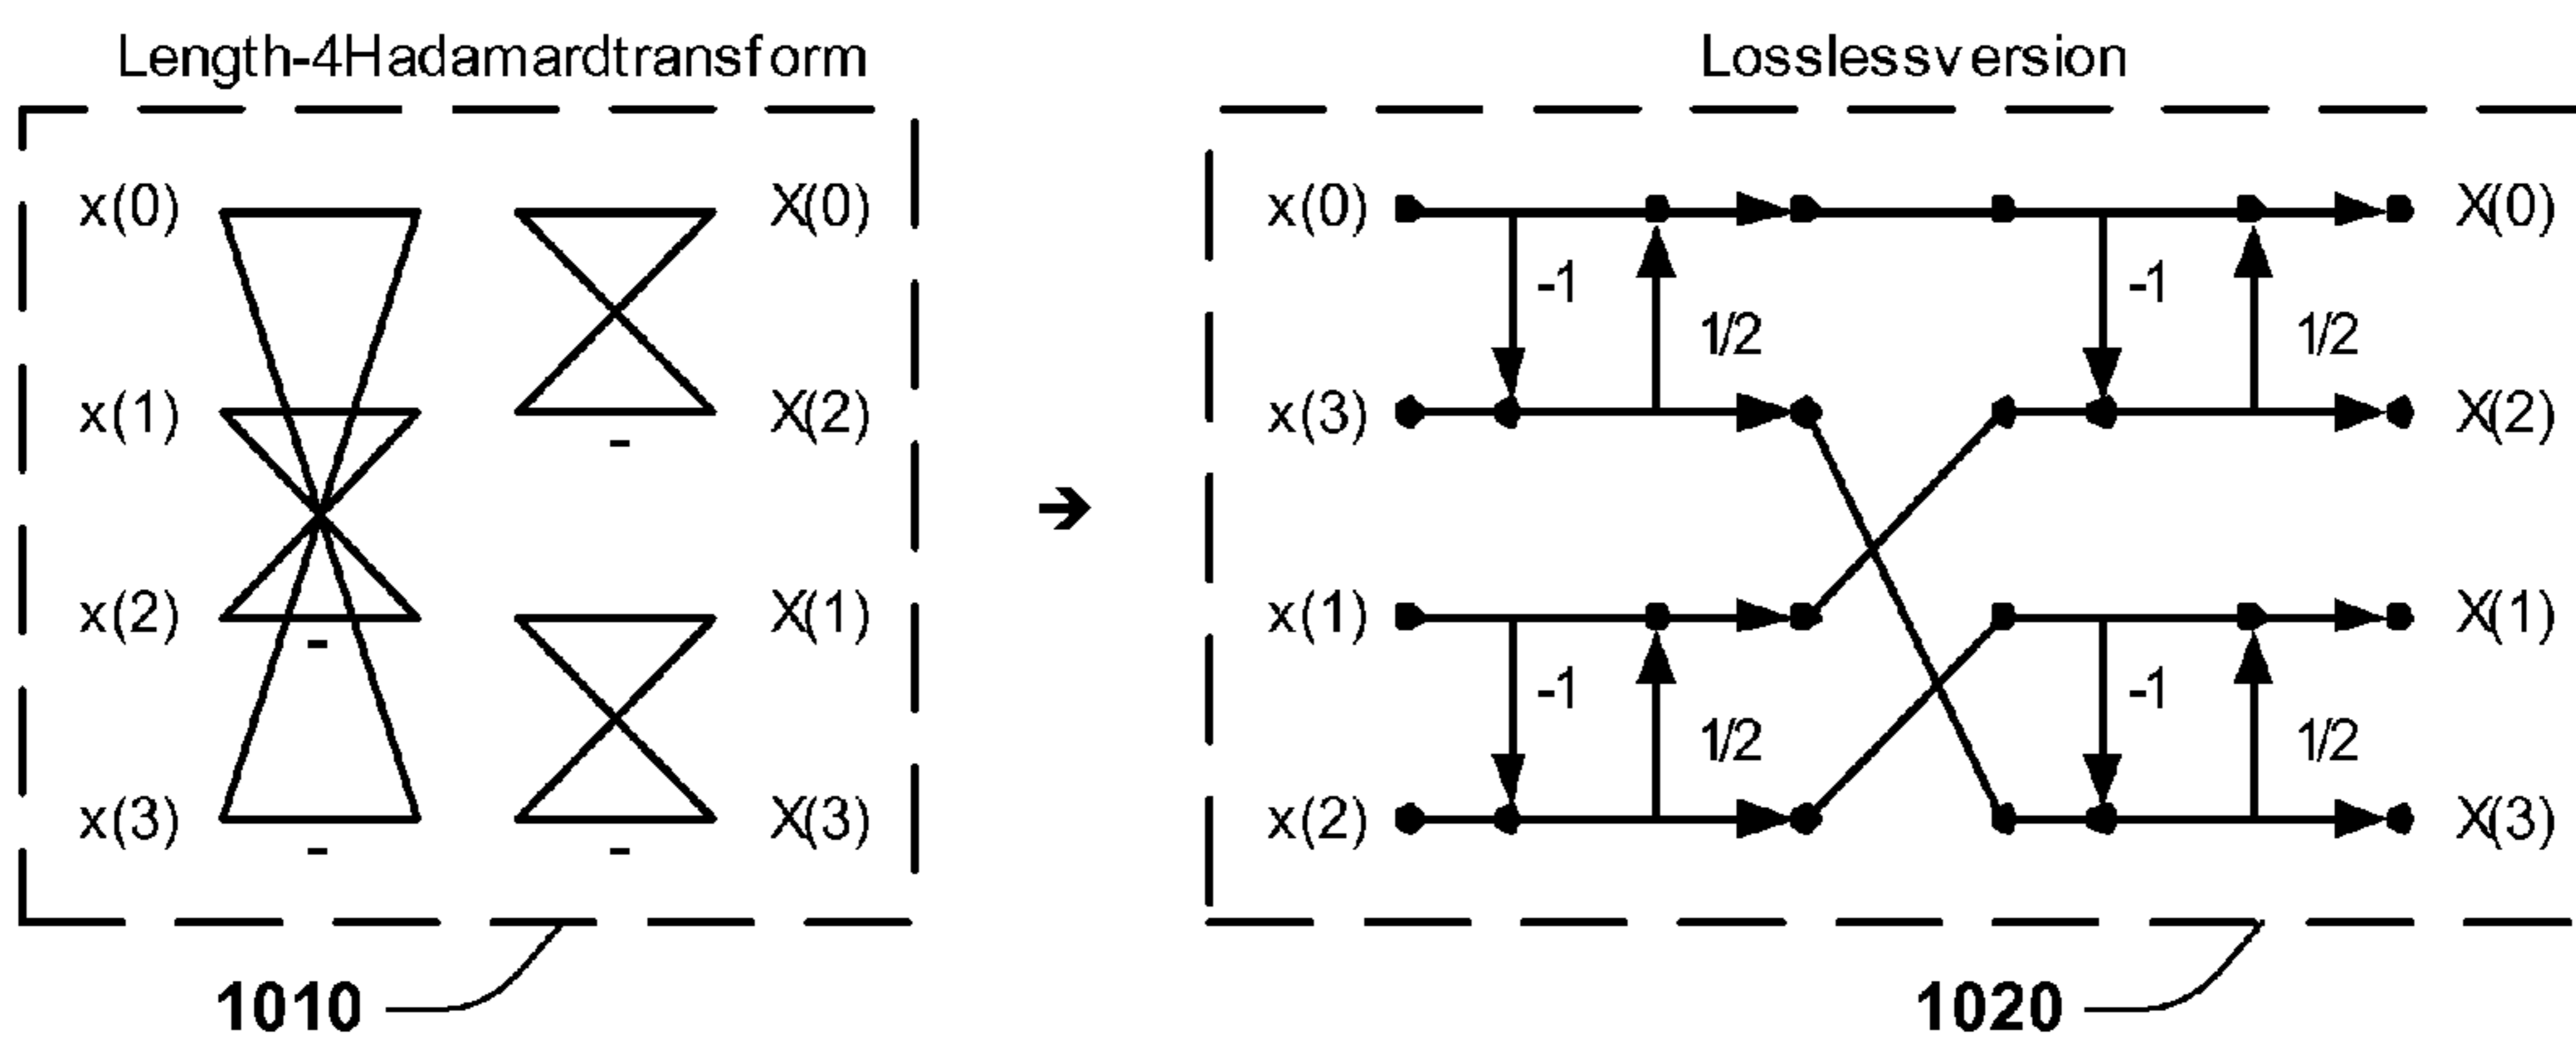 Length-4Hadamardtransform
Losslessversion
x(0) X(0)
x(1) X(2)
x(2) X(1)
x(3) X(3)
-
-
-
-
1010
x(0) X(0)
-1 1/2 -1 1/2
x(3) X(2)
x(1) X(1)
-1 1/2 -1 1/2
x(2) X(3)
1020